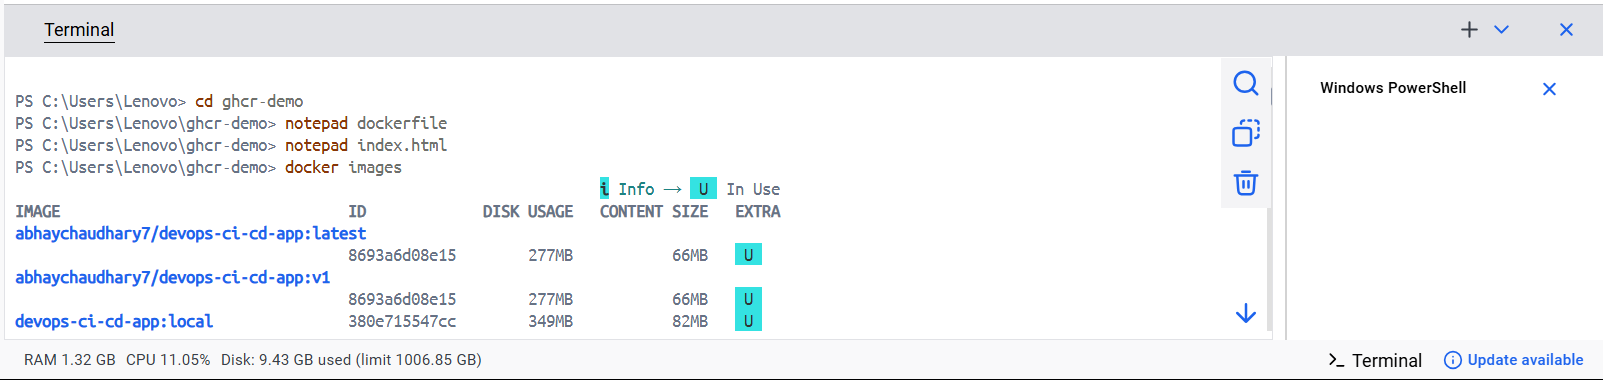 Terminal
Windows PowerShell
PS C:\Users\Lenovo> cd ghcr-demo
PS C:\Users\Lenovo\ghcr-demo> notepad dockerfile
PS C:\Users\Lenovo\ghcr-demo> notepad index.html
PS C:\Users\Lenovo\ghcr-demo> docker images
i Info → U In Use
IMAGE ID DISK USAGE CONTENT SIZE EXTRA
abhaychaudhary7/devops-ci-cd-app:latest
8693a6d08e15 277MB 66MB U
abhaychaudhary7/devops-ci-cd-app:v1
8693a6d08e15 277MB 66MB U
devops-ci-cd-app:local 380e715547cc 349MB 82MB U
RAM 1.32 GB CPU 11.05% Disk: 9.43 GB used (limit 1006.85 GB)
>_ Terminal
Update available